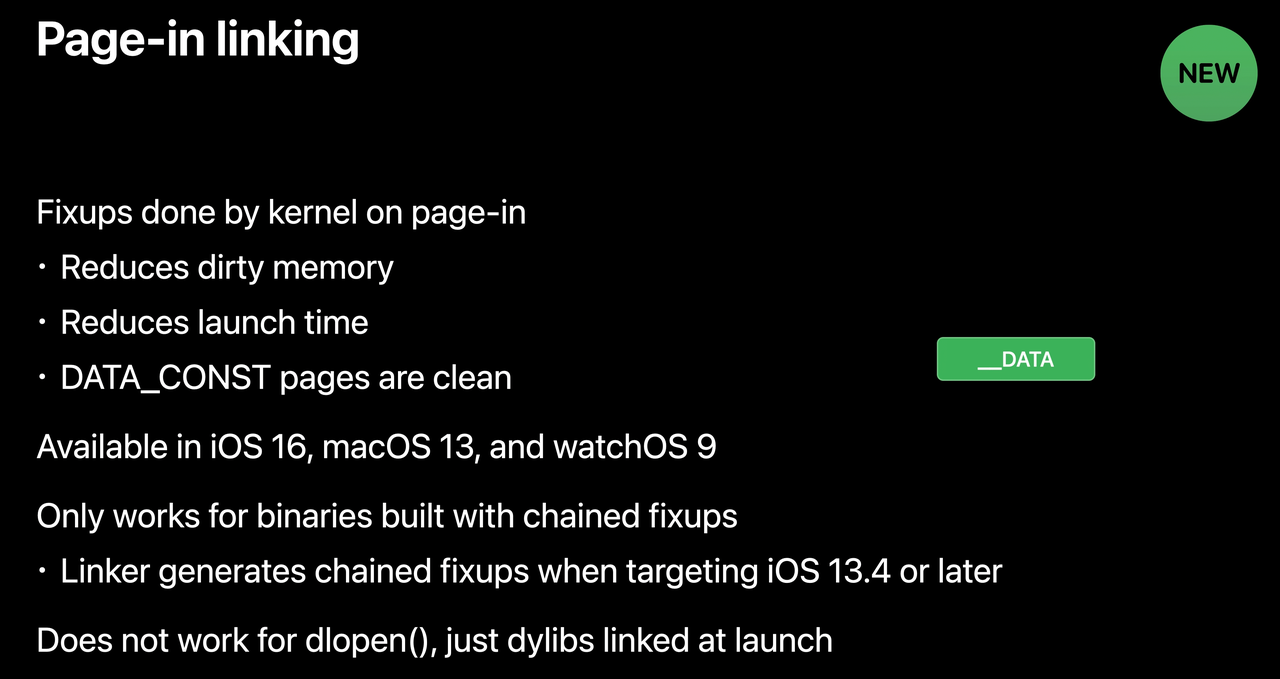 Page-in linking
NEW
Fixups done by kernel on page-in
• Reduces dirty memory
• Reduces launch time
• DATA_CONST pages are clean
__DATA
Available in iOS 16, macOS 13, and watchOS 9
Only works for binaries built with chained fixups
• Linker generates chained fixups when targeting iOS 13.4 or later
Does not work for dlopen(), just dylibs linked at launch